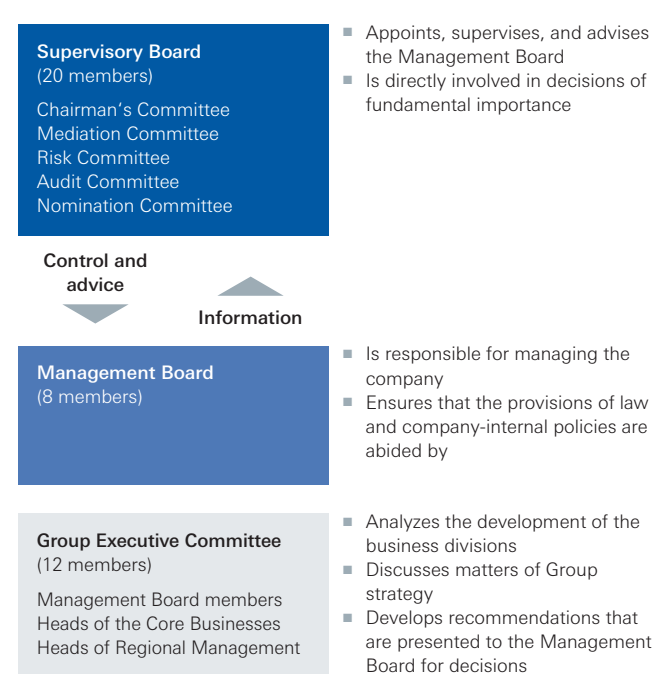 Supervisory Board
(20 members)
Chairman‘s Committee
Mediation Committee
Risk Committee
Audit Committee
Nomination Committee
■ Appoints, supervises, and advises
the Management Board
■ Is directly involved in decisions of
fundamental importance
Control and
advice
Information
Management Board
(8 members)
■ Is responsible for managing the
company
■ Ensures that the provisions of law
and company-internal policies are
abided by
Group Executive Committee
(12 members)
Management Board members
Heads of the Core Businesses
Heads of Regional Management
■ Analyzes the development of the
business divisions
■ Discusses matters of Group
strategy
■ Develops recommendations that
are presented to the Management
Board for decisions